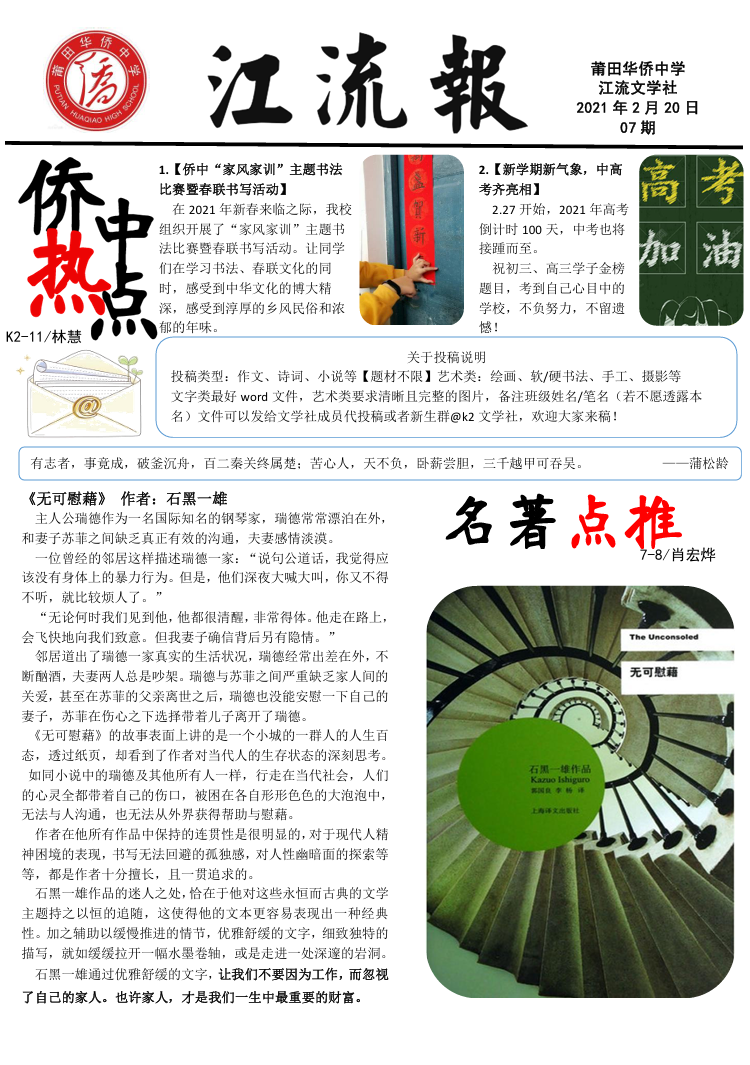 莆田华侨中学
PUTIAN HUAQIAO HIGH SCHOOL
侨
江流報
莆田华侨中学
江流文学社
2021 年 2 月 20 日
07 期
侨中
热点
K2-11/林慧
1.【侨中“家风家训”主题书法
比赛暨春联书写活动】
在 2021 年新春来临之际，我校
组织开展了“家风家训”主题书
法比赛暨春联书写活动。让同学
们在学习书法、春联文化的同
时，感受到中华文化的博大精
深，感受到淳厚的乡风民俗和浓
郁的年味。
2.【新学期新气象，中高
考齐亮相】
2.27 开始，2021 年高考
倒计时 100 天，中考也将
接踵而至。
祝初三、高三学子金榜
题目，考到自己心目中的
学校，不负努力，不留遗
憾！
高考
加油
@
关于投稿说明
投稿类型：作文、诗词、小说等【题材不限】艺术类：绘画、软/硬书法、手工、摄影等
文字类最好 word 文件，艺术类要求清晰且完整的图片，备注班级姓名/笔名（若不愿透露本
名）文件可以发给文学社成员代投稿或者新生群@k2 文学社，欢迎大家来稿！
有志者，事竟成，破釜沉舟，百二秦关终属楚；苦心人，天不负，卧薪尝胆，三千越甲可吞吴。 ——蒲松龄
《无可慰藉》 作者：石黑一雄
主人公瑞德作为一名国际知名的钢琴家，瑞德常常漂泊在外，
和妻子苏菲之间缺乏真正有效的沟通，夫妻感情淡漠。
一位曾经的邻居这样描述瑞德一家：“说句公道话，我觉得应
该没有身体上的暴力行为。但是，他们深夜大喊大叫，你又不得
不听，就比较烦人了。”
“无论何时我们见到他，他都很清醒，非常得体。他走在路上，
会飞快地向我们致意。但我妻子确信背后另有隐情。”
邻居道出了瑞德一家真实的生活状况，瑞德经常出差在外，不
断酗酒，夫妻两人总是吵架。瑞德与苏菲之间严重缺乏家人间的
关爱，甚至在苏菲的父亲离世之后，瑞德也没能安慰一下自己的
妻子，苏菲在伤心之下选择带着儿子离开了瑞德。
《无可慰藉》的故事表面上讲的是一个小城的一群人的人生百
态，透过纸页，却看到了作者对当代人的生存状态的深刻思考。
如同小说中的瑞德及其他所有人一样，行走在当代社会，人们
的心灵全都带着自己的伤口，被困在各自形形色色的大泡泡中，
无法与人沟通，也无法从外界获得帮助与慰藉。
作者在他所有作品中保持的连贯性是很明显的，对于现代人精
神困境的表现，书写无法回避的孤独感，对人性幽暗面的探索等
等，都是作者十分擅长，且一贯追求的。
石黑一雄作品的迷人之处，恰在于他对这些永恒而古典的文学
主题持之以恒的追随，这使得他的文本更容易表现出一种经典
性。加之辅助以缓慢推进的情节，优雅舒缓的文字，细致独特的
描写，就如缓缓拉开一幅水墨卷轴，或是走进一处深邃的岩洞。
石黑一雄通过优雅舒缓的文字，让我们不要因为工作，而忽视
了自己的家人。也许家人，才是我们一生中最重要的财富。
名著点推
7-8/肖宏烨
The Unconsoled
无可慰藉
石黑一雄作品
Kazuo Ishiguro
郭国良 李 杨 译
上海译文出版社